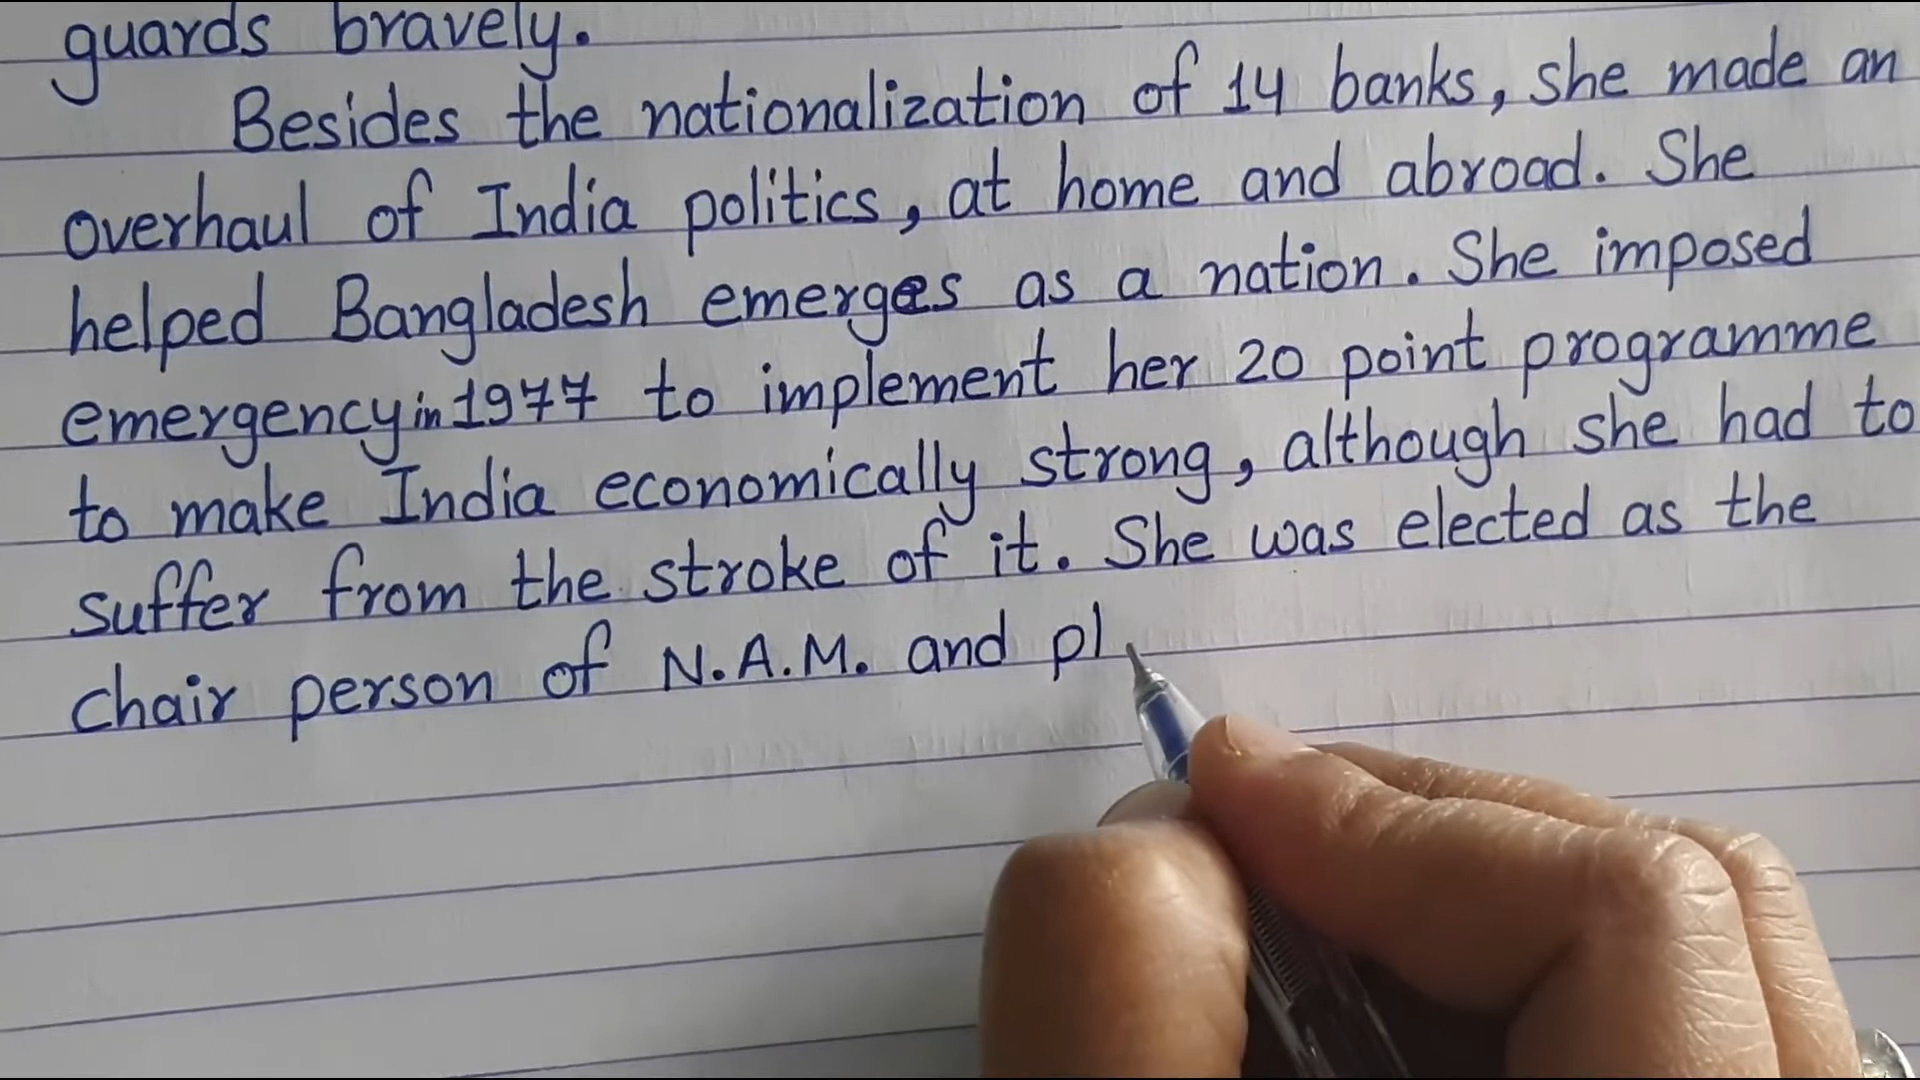 guards bravely.
Besides the nationalization of 14 banks, she made an
overhaul of India politics, at home and abroad. She
helped Bangladesh emerges as a nation. She imposed
emergency in 1977 to implement her 20 point programme
to make India economically strong, although she had to
suffer from the stroke of it. She was elected as the
chair person of N.A.M. and pl